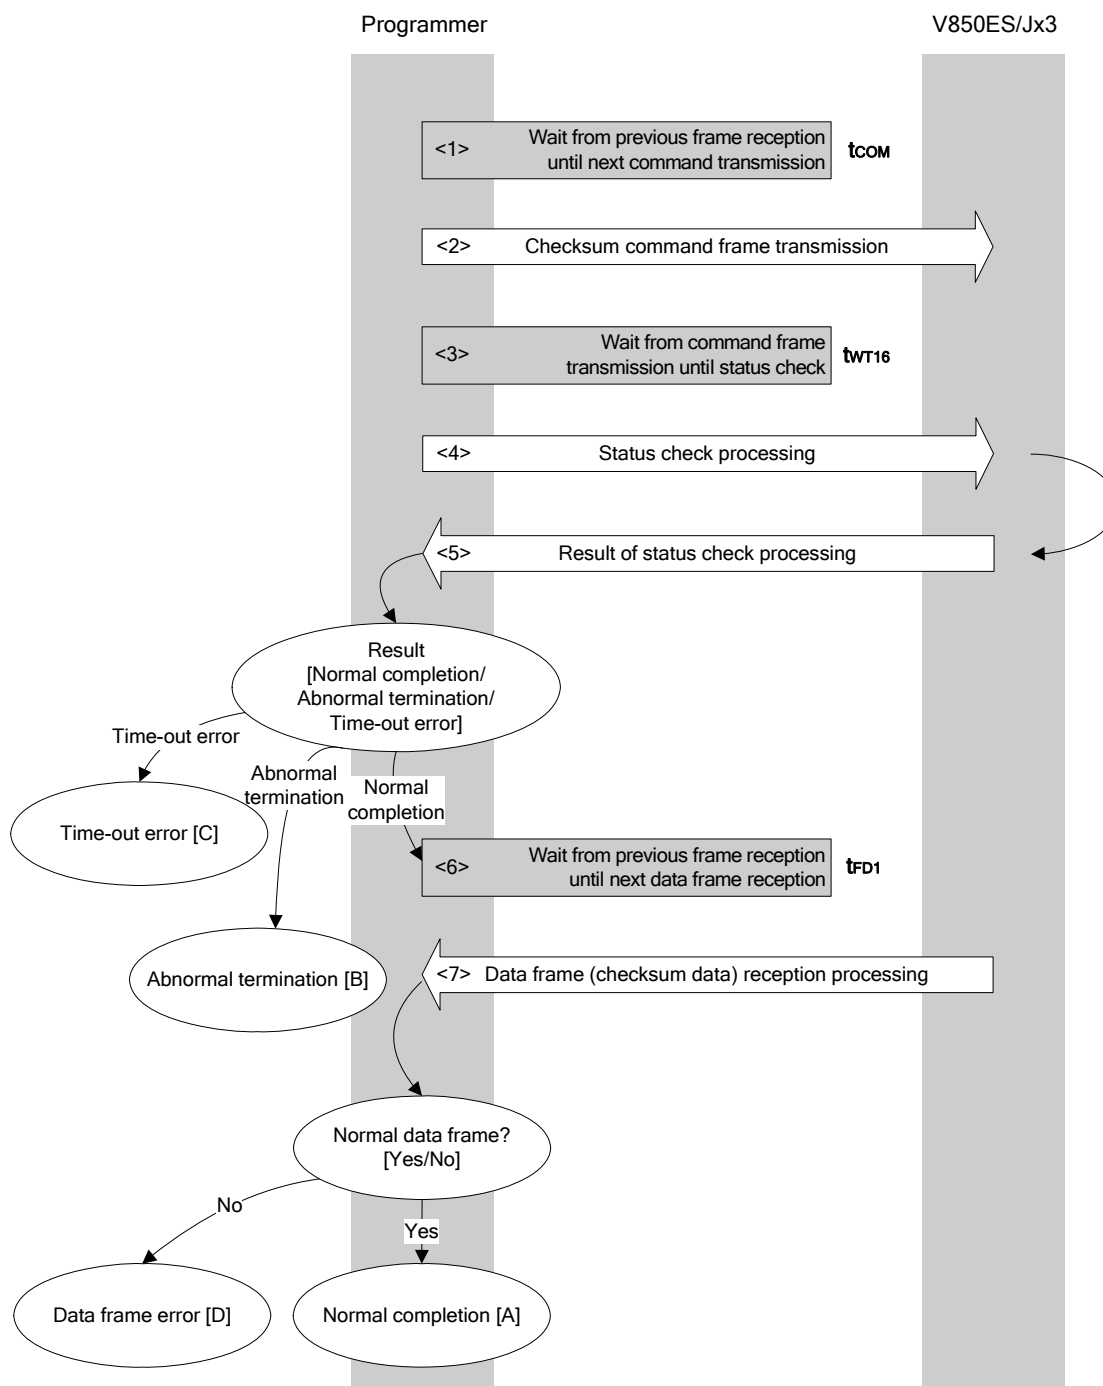 Programmer
V850ES/Jx3
<1>
Wait from previous frame reception
until next command transmission
tCOM
<2>
Checksum command frame transmission
<3>
Wait from command frame
transmission until status check
tWT16
<4>
Status check processing
<5>
Result of status check processing
Result
[Normal completion/
Abnormal termination/
Time-out error]
Time-out error
Abnormal
termination
Normal
completion
Time-out error [C]
<6>
Wait from previous frame reception
until next data frame reception
tFD1
Abnormal termination [B]
<7> Data frame (checksum data) reception processing
Normal data frame?
[Yes/No]
No
Yes
Data frame error [D]
Normal completion [A]